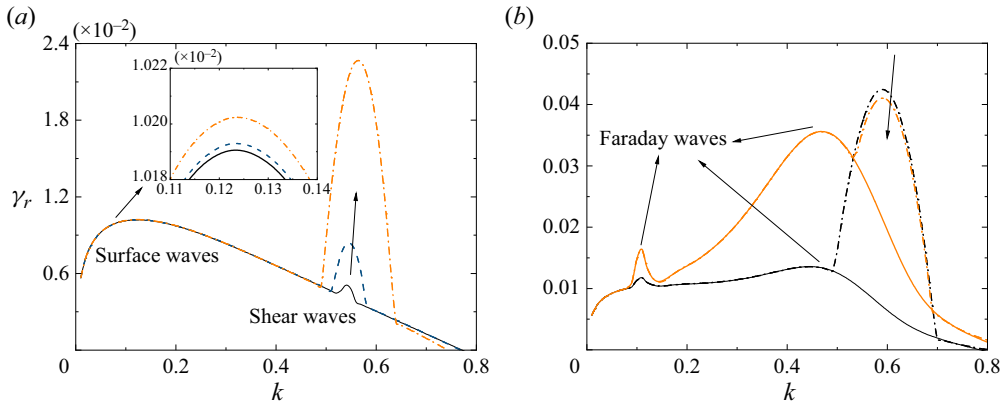 (a)
(×10⁻²)
2.4
1.8
1.2
0.6
0
γr
1.022
1.020
1.018
(×10⁻²)
0.11 0.12 0.13 0.14
Surface waves
Shear waves
0 0.2 0.4 0.6 0.8
k
(b)
0.05
0.04
0.03
0.02
0.01
Faraday waves
0 0.2 0.4 0.6 0.8
k